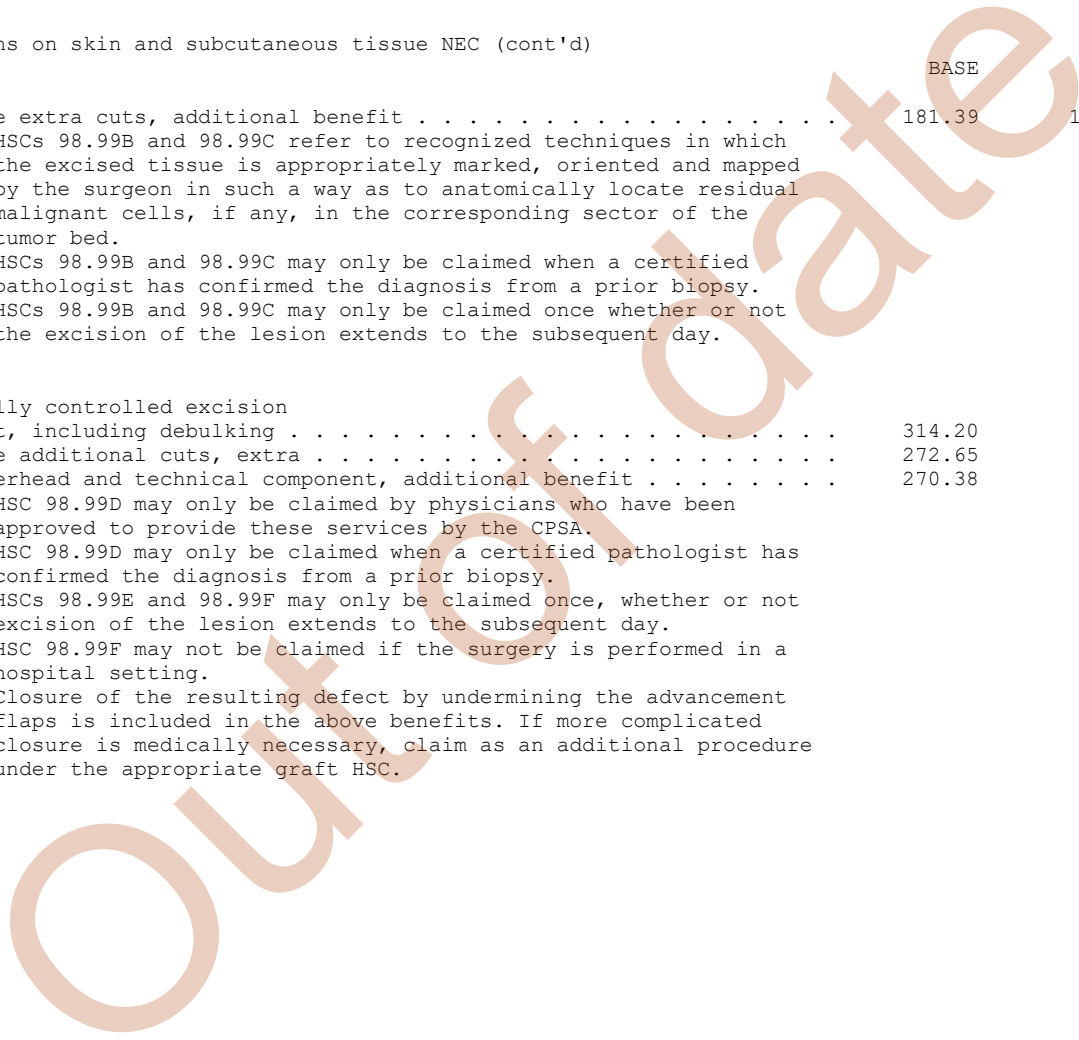 ns on skin and subcutaneous tissue NEC (cont'd)
BASE
e extra cuts, additional benefit . . . . . . . . . . . . . . . . . 181.39 1
HSCs 98.99B and 98.99C refer to recognized techniques in which
the excised tissue is appropriately marked, oriented and mapped
by the surgeon in such a way as to anatomically locate residual
malignant cells, if any, in the corresponding sector of the
tumor bed.
HSCs 98.99B and 98.99C may only be claimed when a certified
pathologist has confirmed the diagnosis from a prior biopsy.
HSCs 98.99B and 98.99C may only be claimed once whether or not
the excision of the lesion extends to the subsequent day.
lly controlled excision
t, including debulking . . . . . . . . . . . . . . . . . . . . . . 314.20
e additional cuts, extra . . . . . . . . . . . . . . . . . . . . . 272.65
erhead and technical component, additional benefit . . . . . . . . 270.38
HSC 98.99D may only be claimed by physicians who have been
approved to provide these services by the CPSA.
HSC 98.99D may only be claimed when a certified pathologist has
confirmed the diagnosis from a prior biopsy.
HSCs 98.99E and 98.99F may only be claimed once, whether or not
excision of the lesion extends to the subsequent day.
HSC 98.99F may not be claimed if the surgery is performed in a
hospital setting.
Closure of the resulting defect by undermining the advancement
flaps is included in the above benefits. If more complicated
closure is medically necessary, claim as an additional procedure
under the appropriate graft HSC.
Out of date